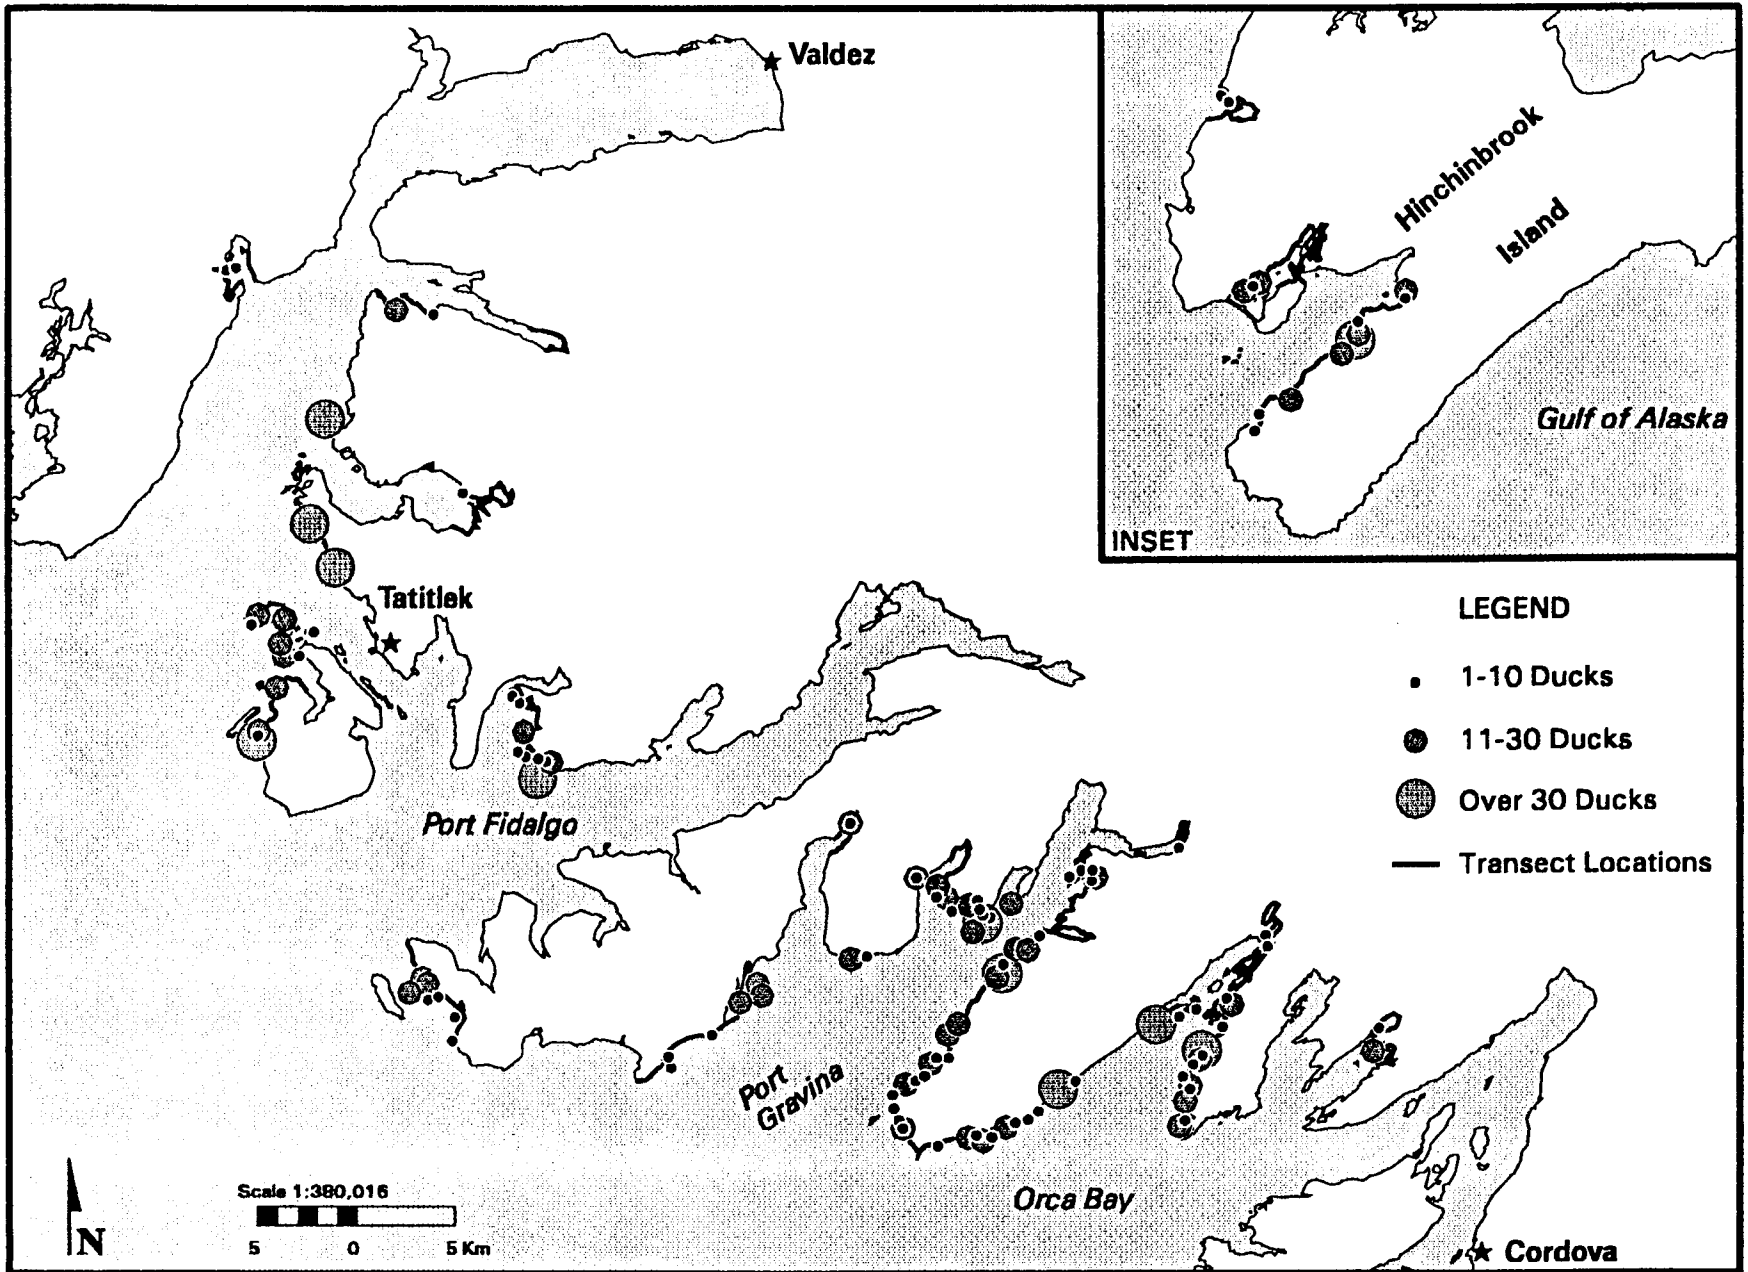 Valdez
Hinchinbrook
Island
Gulf of Alaska
INSET
Tatitlek
LEGEND
1-10 Ducks
11-30 Ducks
Over 30 Ducks
Transect Locations
Port Fidalgo
Port
Gravina
Orca Bay
Scale 1:380,016
5 0 5 Km
N
Cordova